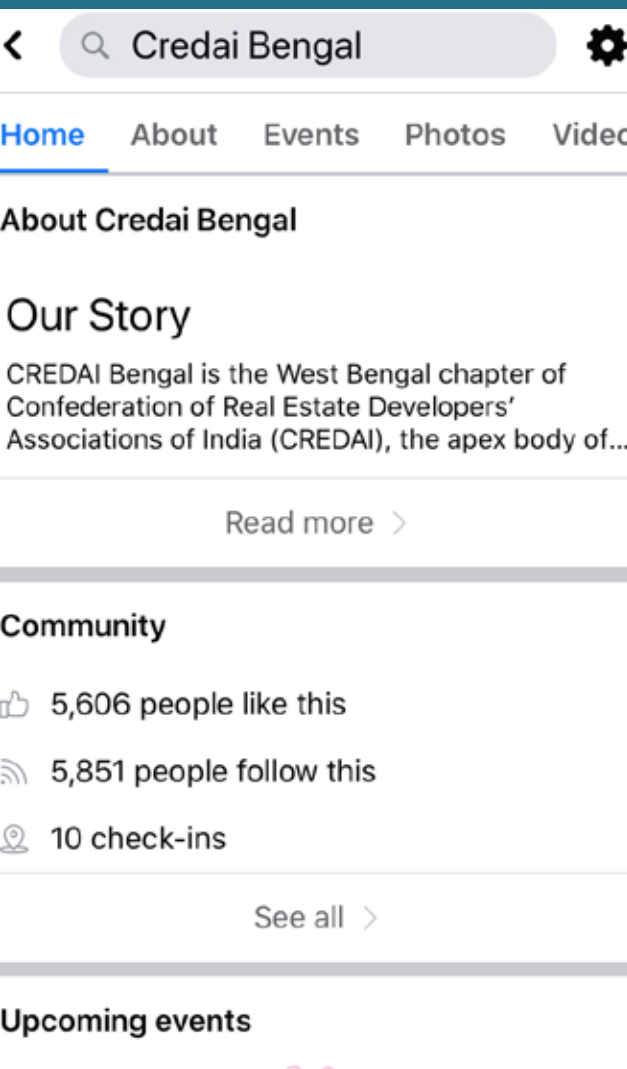 Credai Bengal
Home About Events Photos
About Credai Bengal
Our Story
CREDAI Bengal is the West Bengal chapter of
Confederation of Real Estate Developers'
Associations of India (CREDAI), the apex body of...
Read more
Community
5,606 people like this
5,851 people follow this
10 check-ins
See all
Upcoming events